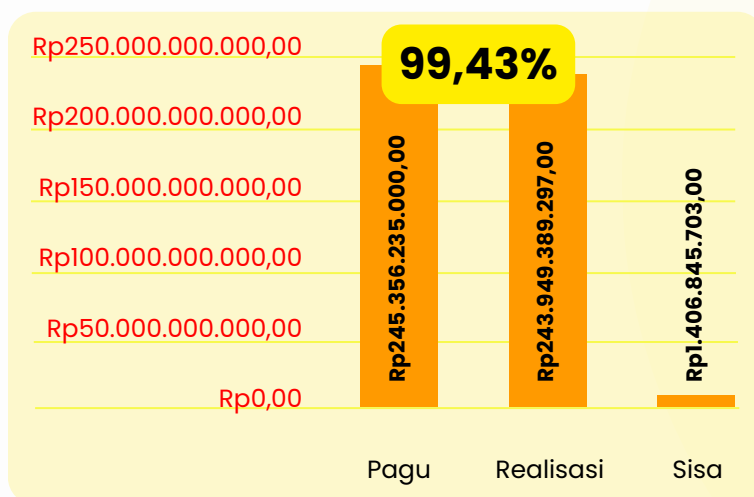 Rp250.000.000.000,00
Rp200.000.000.000,00
Rp150.000.000.000,00
Rp100.000.000.000,00
Rp50.000.000.000,00
Rp0,00
99,43%
Rp245.356.235.000,00
Rp243.949.389.297,00
Rp1.406.845.703,00
Pagu
Realisasi
Sisa